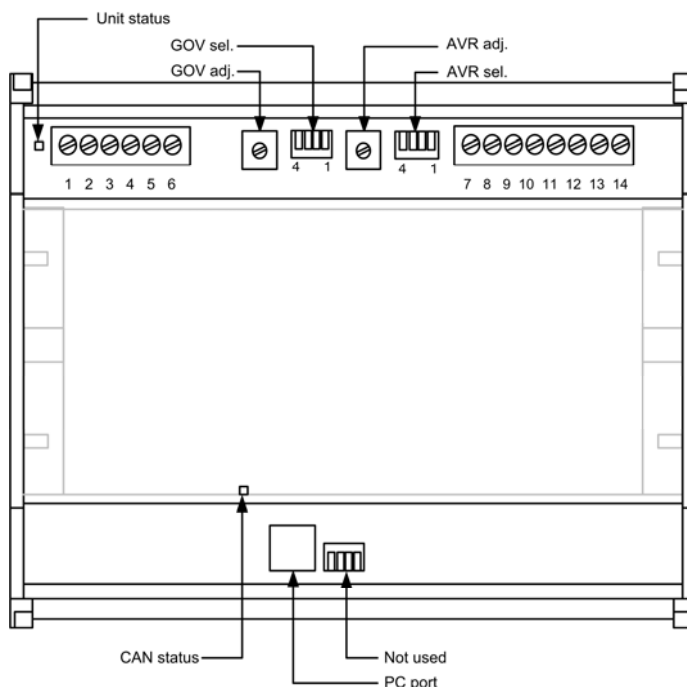 Unit status
GOV sel.
GOV adj.
AVR adj.
AVR sel.
4 1
4 1
1 2 3 4 5 6
7 8 9 10 11 12 13 14
CAN status
Not used
PC port